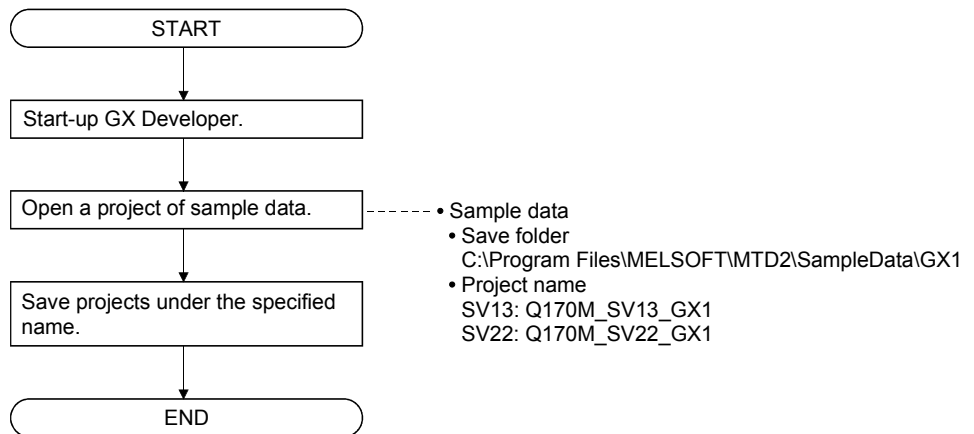 START
Start-up GX Developer.
Open a project of sample data.
• Sample data
• Save folder
C:\Program Files\MELSOFT\MTD2\SampleData\GX1
• Project name
SV13: Q170M_SV13_GX1
SV22: Q170M_SV22_GX1
Save projects under the specified
name.
END